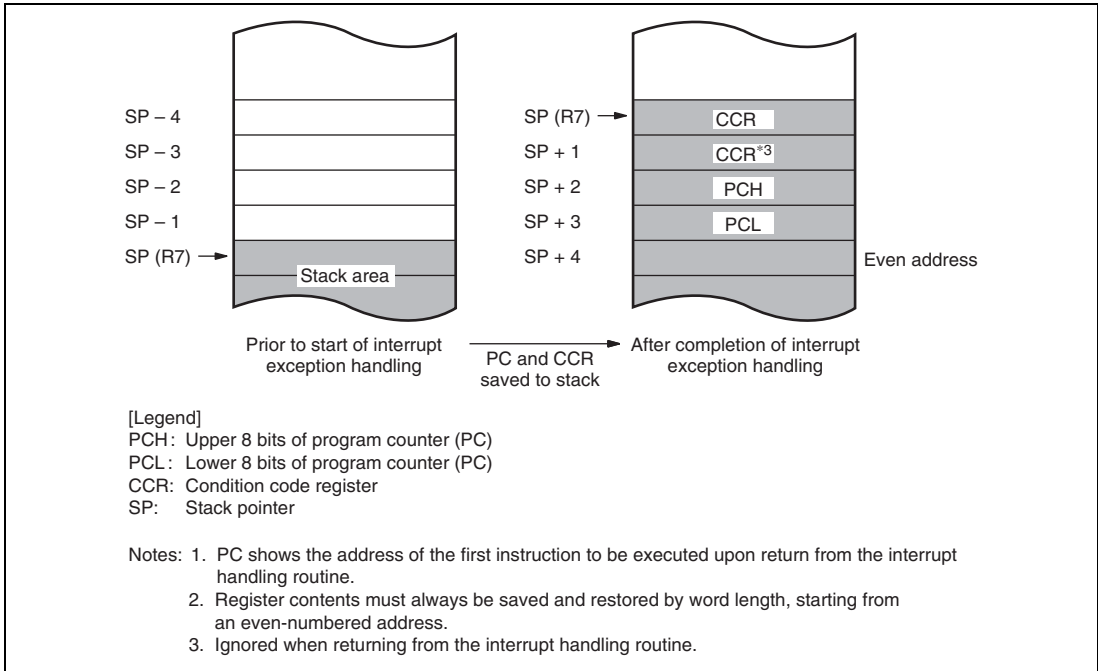 SP – 4
SP – 3
SP – 2
SP – 1
SP (R7)
Stack area
SP (R7)
SP + 1
SP + 2
SP + 3
SP + 4
CCR
CCR*3
PCH
PCL
Even address
Prior to start of interrupt
exception handling
PC and CCR
saved to stack
After completion of interrupt
exception handling
[Legend]
PCH: Upper 8 bits of program counter (PC)
PCL: Lower 8 bits of program counter (PC)
CCR: Condition code register
SP: Stack pointer
Notes: 1. PC shows the address of the first instruction to be executed upon return from the interrupt
handling routine.
2. Register contents must always be saved and restored by word length, starting from
an even-numbered address.
3. Ignored when returning from the interrupt handling routine.